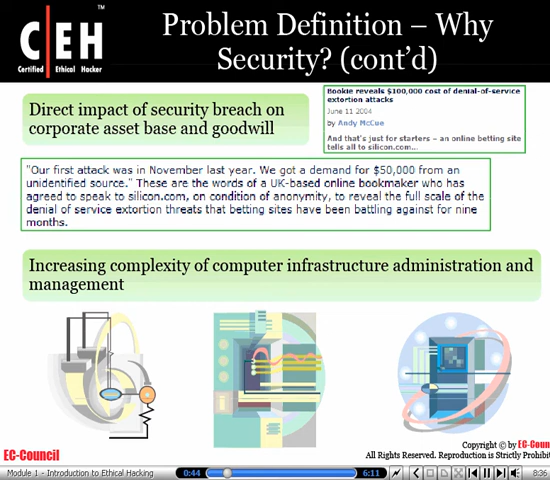 Problem Definition – Why
Security? (cont'd)
C|EH
Certified Ethical Hacker
Direct impact of security breach on
corporate asset base and goodwill
Bookie reveals $100,000 cost of denial-of-service
extortion attacks
June 11 2004
by Andy McCue
And that's just for starters – an online betting site
tells all to silicon.com...
"Our first attack was in November last year. We got a demand for $50,000 from an
unidentified source." These are the words of a UK-based online bookmaker who has
agreed to speak to silicon.com, on condition of anonymity, to reveal the full scale of the
denial of service extortion threats that betting sites have been battling against for nine
months.
Increasing complexity of computer infrastructure administration and
management
EC-Council
Copyright © by EC-Coun
All Rights Reserved. Reproduction is Strictly Prohibit
Module 1 - Introduction to Ethical Hacking
0:44
6:11
8:36